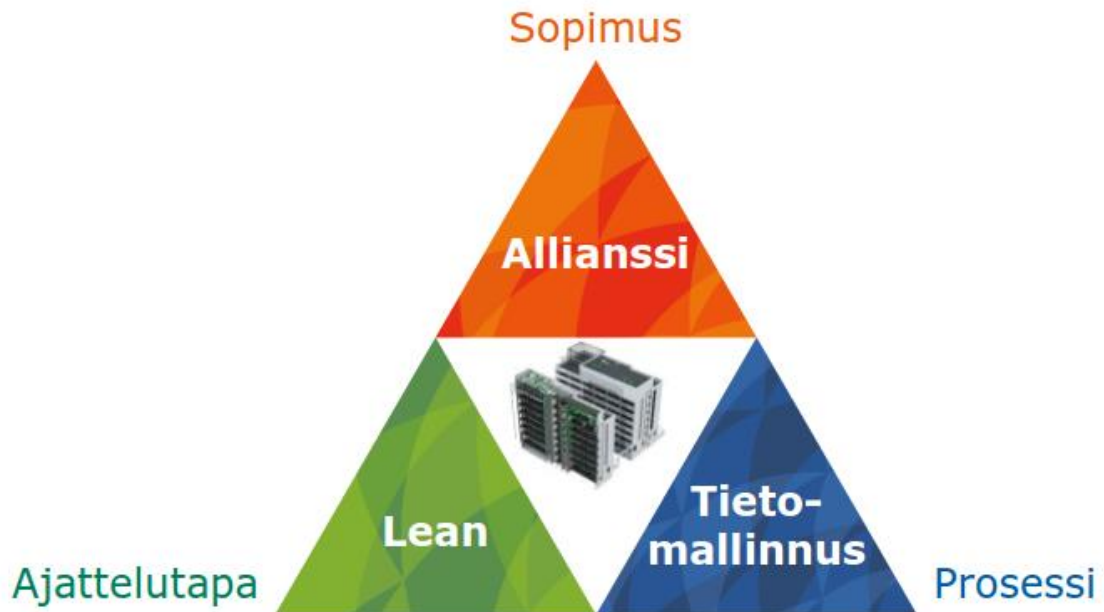 Sopimus
Allianssi
Lean
Tieto-
mallinnus
Ajattelutapa
Prosessi